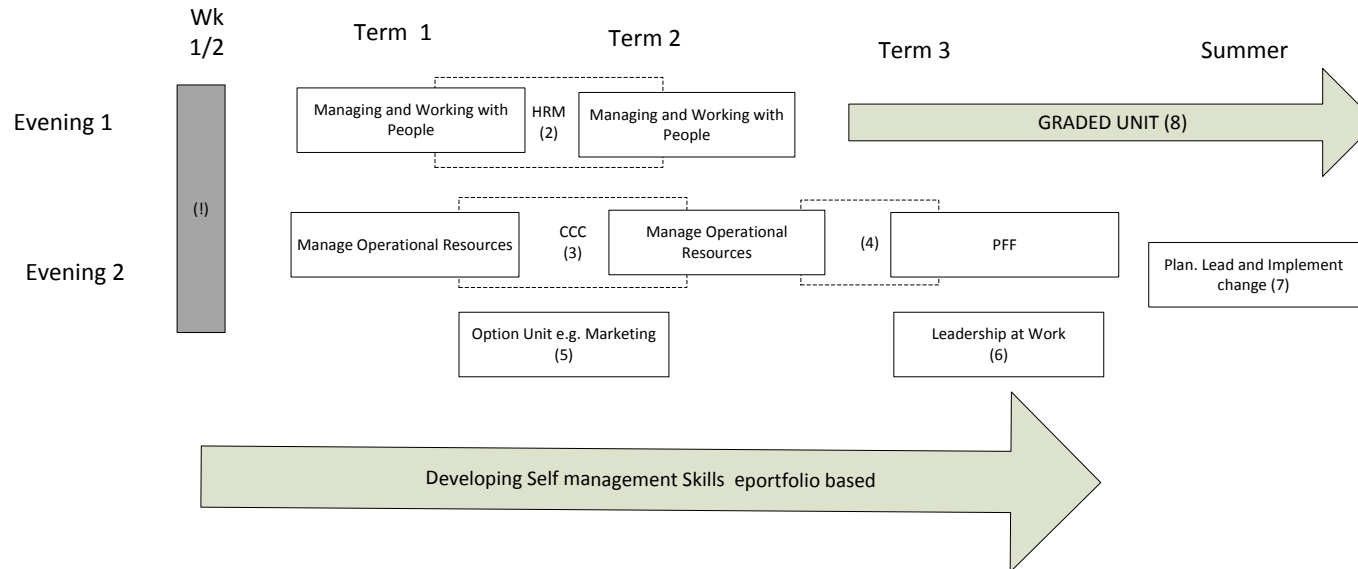 Wk
1/2
Term 1
Term 2
Term 3
Summer
Evening 1
Managing and Working with
People
HRM
(2)
Managing and Working with
People
GRADED UNIT (8)
(!)
Evening 2
Manage Operational Resources
CCC
(3)
Manage Operational
Resources
(4)
PFF
Plan. Lead and Implement
change (7)
Option Unit e.g. Marketing
(5)
Leadership at Work
(6)
Developing Self management Skills eportfolio based